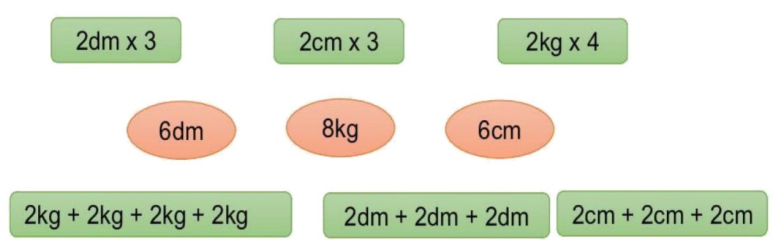 2dm x 3
2cm x 3
2kg x 4
6dm
8kg
6cm
2kg + 2kg + 2kg + 2kg
2dm + 2dm + 2dm
2cm + 2cm + 2cm